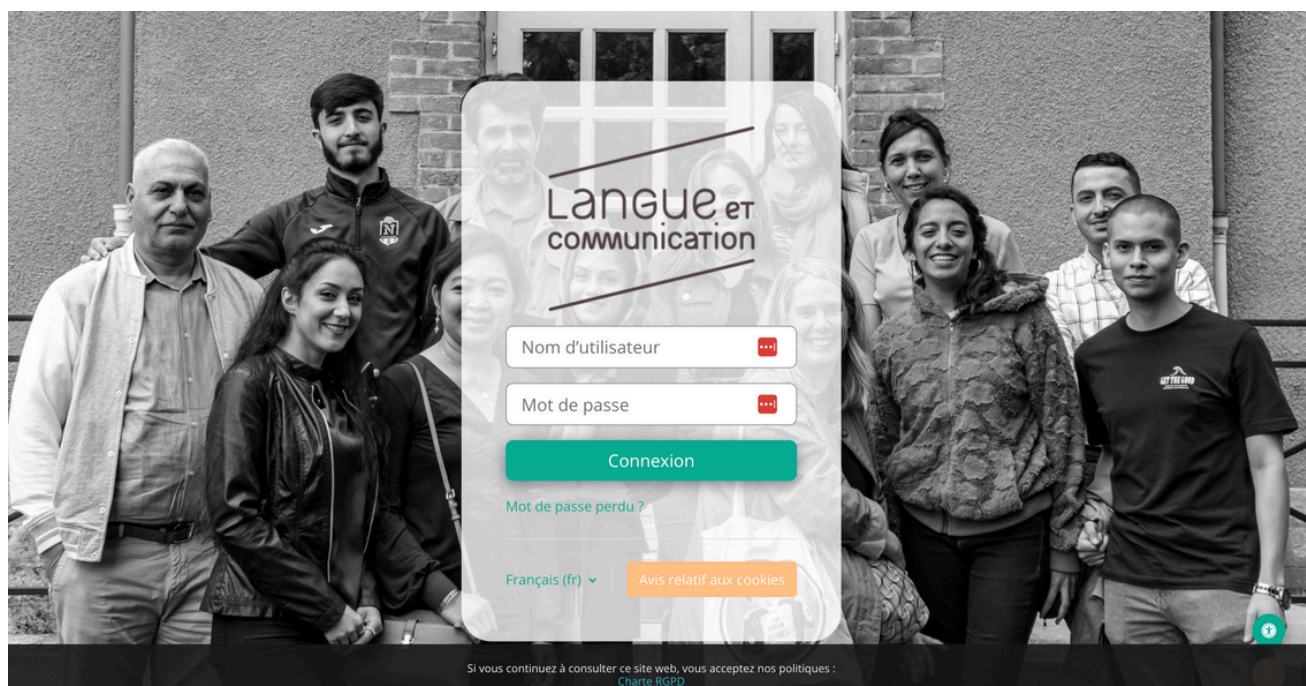 Langue et
communication
Nom d’utilisateur
Mot de passe
Connexion
Mot de passe perdu ?
Français (fr)
Avis relatif aux cookies
N
Si vous continuez à consulter ce site web, vous acceptez nos politiques :
Charte RGPD